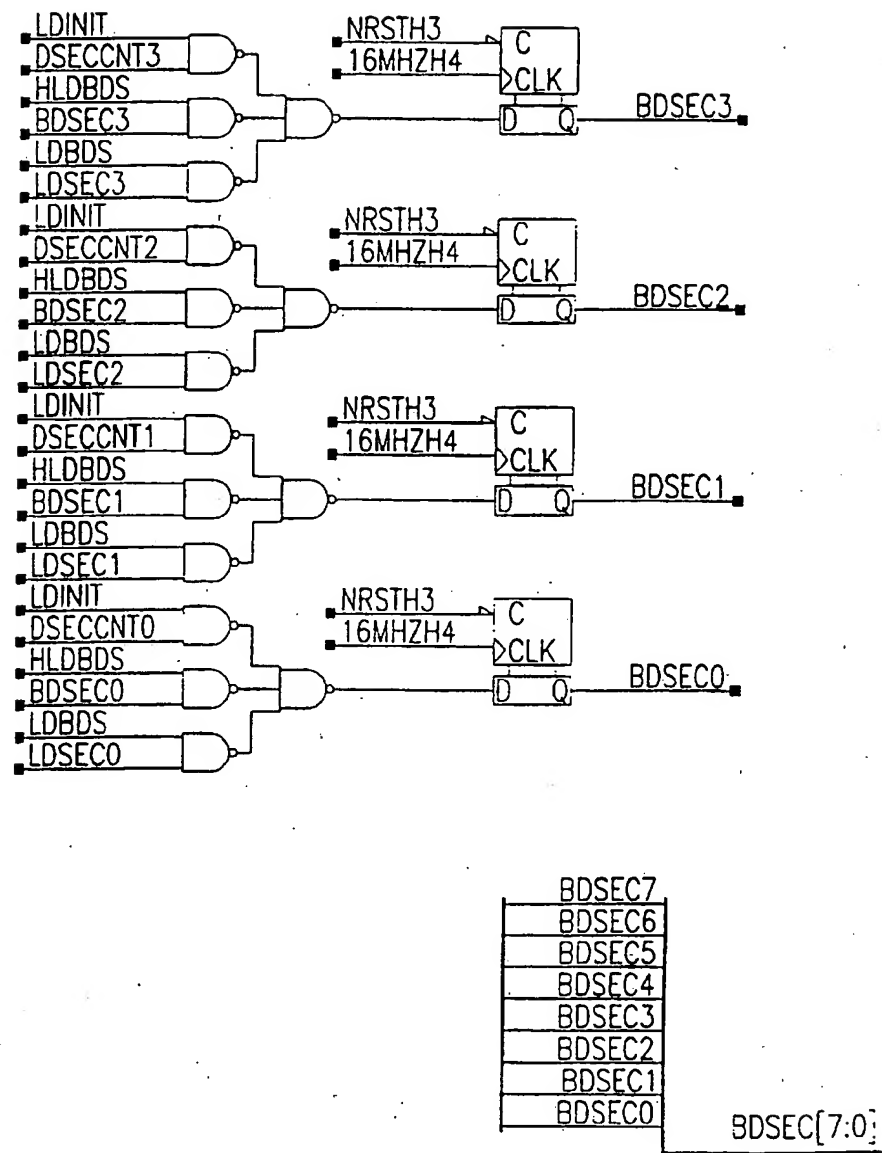 LDINIT
DSECCNT3
HLDBDS
BDSEC3
LDBDS
LDSEC3
NRSTH3
16MHZH4
C
CLK
D Q
BDSEC3
LDINIT
DSECCNT2
HLDBDS
BDSEC2
LDBDS
LDSEC2
NRSTH3
16MHZH4
C
CLK
D Q
BDSEC2
LDINIT
DSECCNT1
HLDBDS
BDSEC1
LDBDS
LDSEC1
NRSTH3
16MHZH4
C
CLK
D Q
BDSEC1
LDINIT
DSECCNT0
HLDBDS
BDSEC0
LDBDS
LDSEC0
NRSTH3
16MHZH4
C
CLK
D Q
BDSEC0
BDSEC7
BDSEC6
BDSEC5
BDSEC4
BDSEC3
BDSEC2
BDSEC1
BDSEC0
BDSEC[7:0]